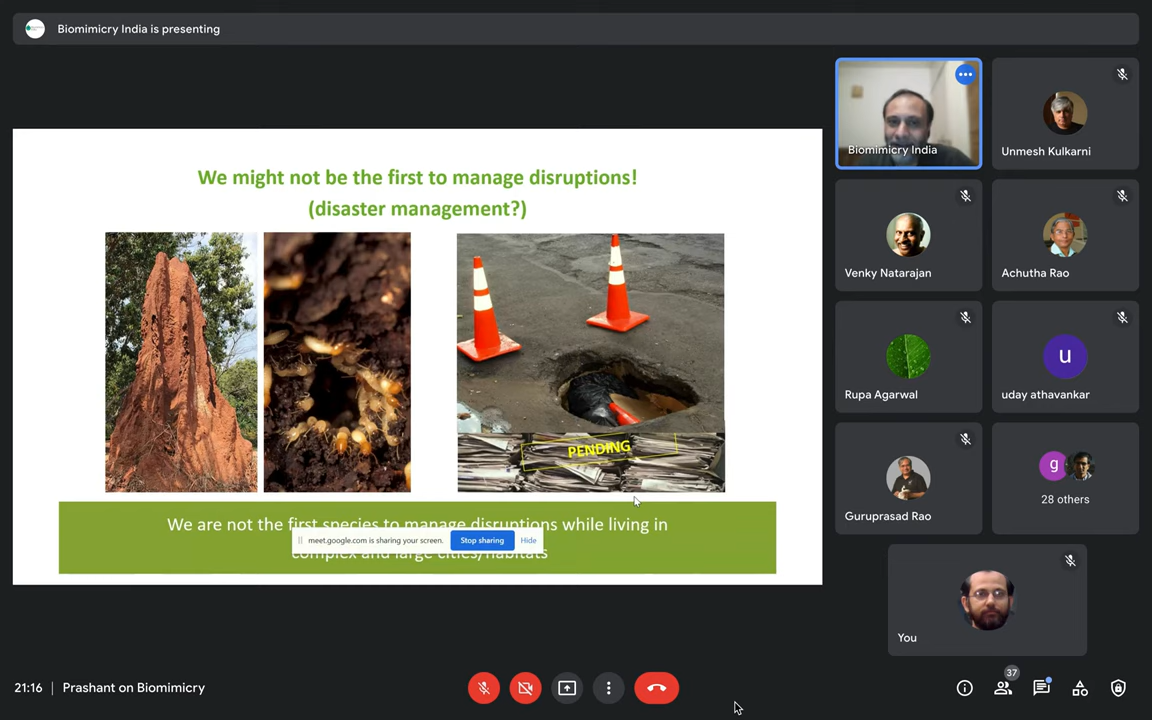 Biomimicry India is presenting
We might not be the first to manage disruptions!
(disaster management?)
PENDING
We are not the first species to manage disruptions while living in
complex and large cities/habitats
meet.google.com is sharing your screen.
Stop sharing
Hide
Biomimicry India
Unmesh Kulkarni
Venky Natarajan
Achutha Rao
Rupa Agarwal
u
uday athavankar
Guruprasad Rao
g
28 others
You
21:16 | Prashant on Biomimicry
37